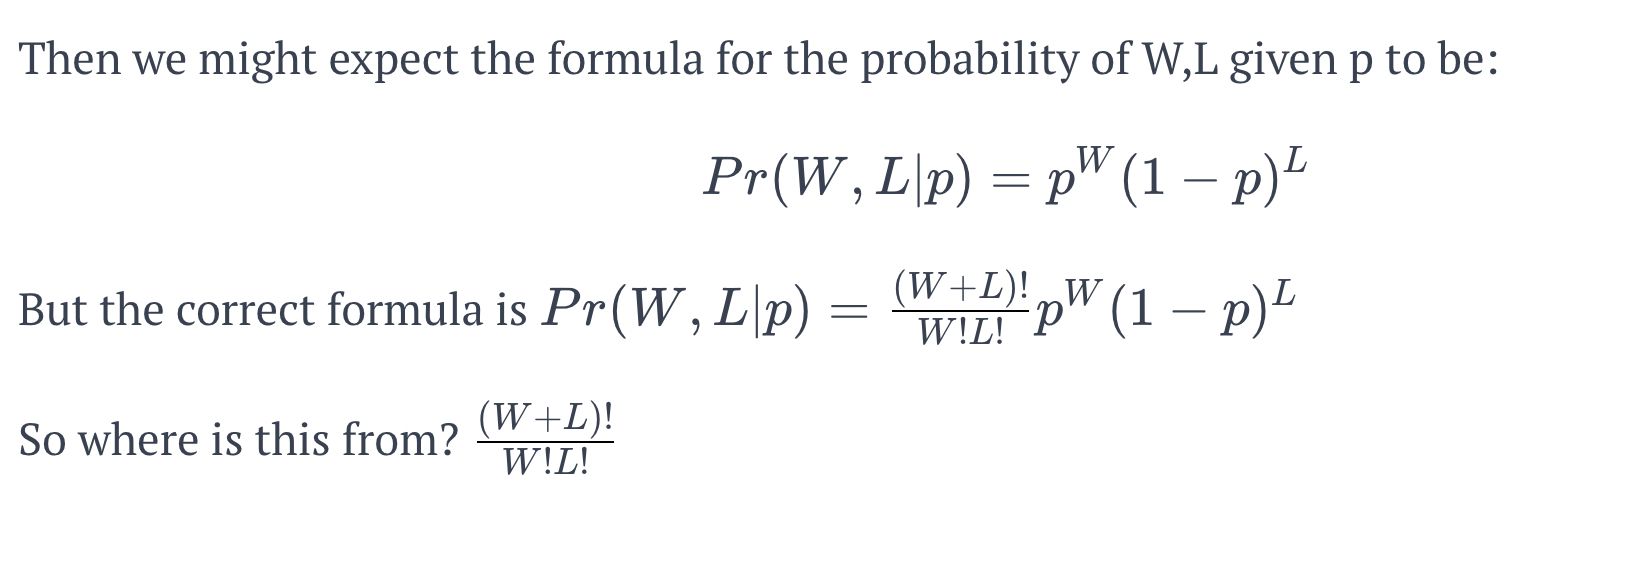 Then we might expect the formula for the probability of W,L given p to be:
$Pr(W, L|p) = p^W(1 - p)^L$
But the correct formula is $Pr(W, L|p) = \frac{(W+L)!}{W!L!}p^W(1 - p)^L$
So where is this from? $\frac{(W+L)!}{W!L!}$